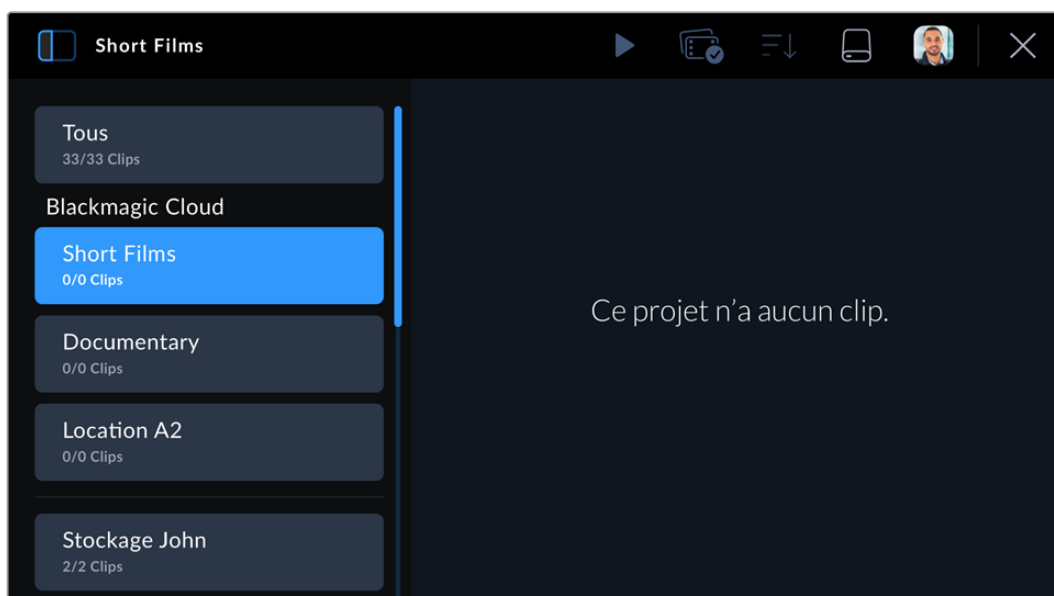 Short Films
Tous
33/33 Clips
Blackmagic Cloud
Short Films
0/0 Clips
Documentary
0/0 Clips
Location A2
0/0 Clips
Stockage John
2/2 Clips
Ce projet n’a aucun clip.